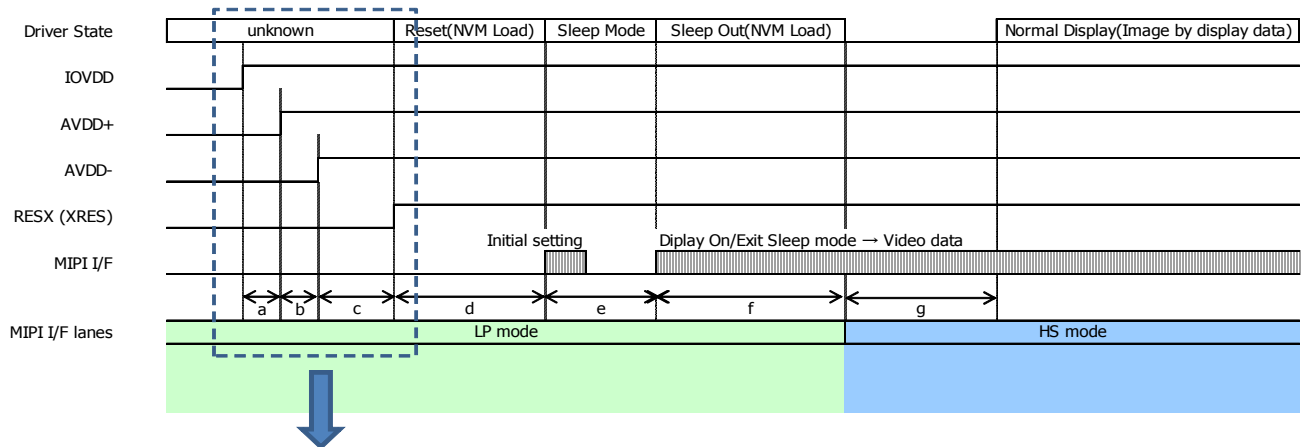 Driver State
unknown
Reset(NVM Load)
Sleep Mode
Sleep Out(NVM Load)
Normal Display(Image by display data)
IOVDD
AVDD+
AVDD-
RESX (XRES)
Initial setting
Diplay On/Exit Sleep mode → Video data
MIPI I/F
a
b
c
d
e
f
g
MIPI I/F lanes
LP mode
HS mode